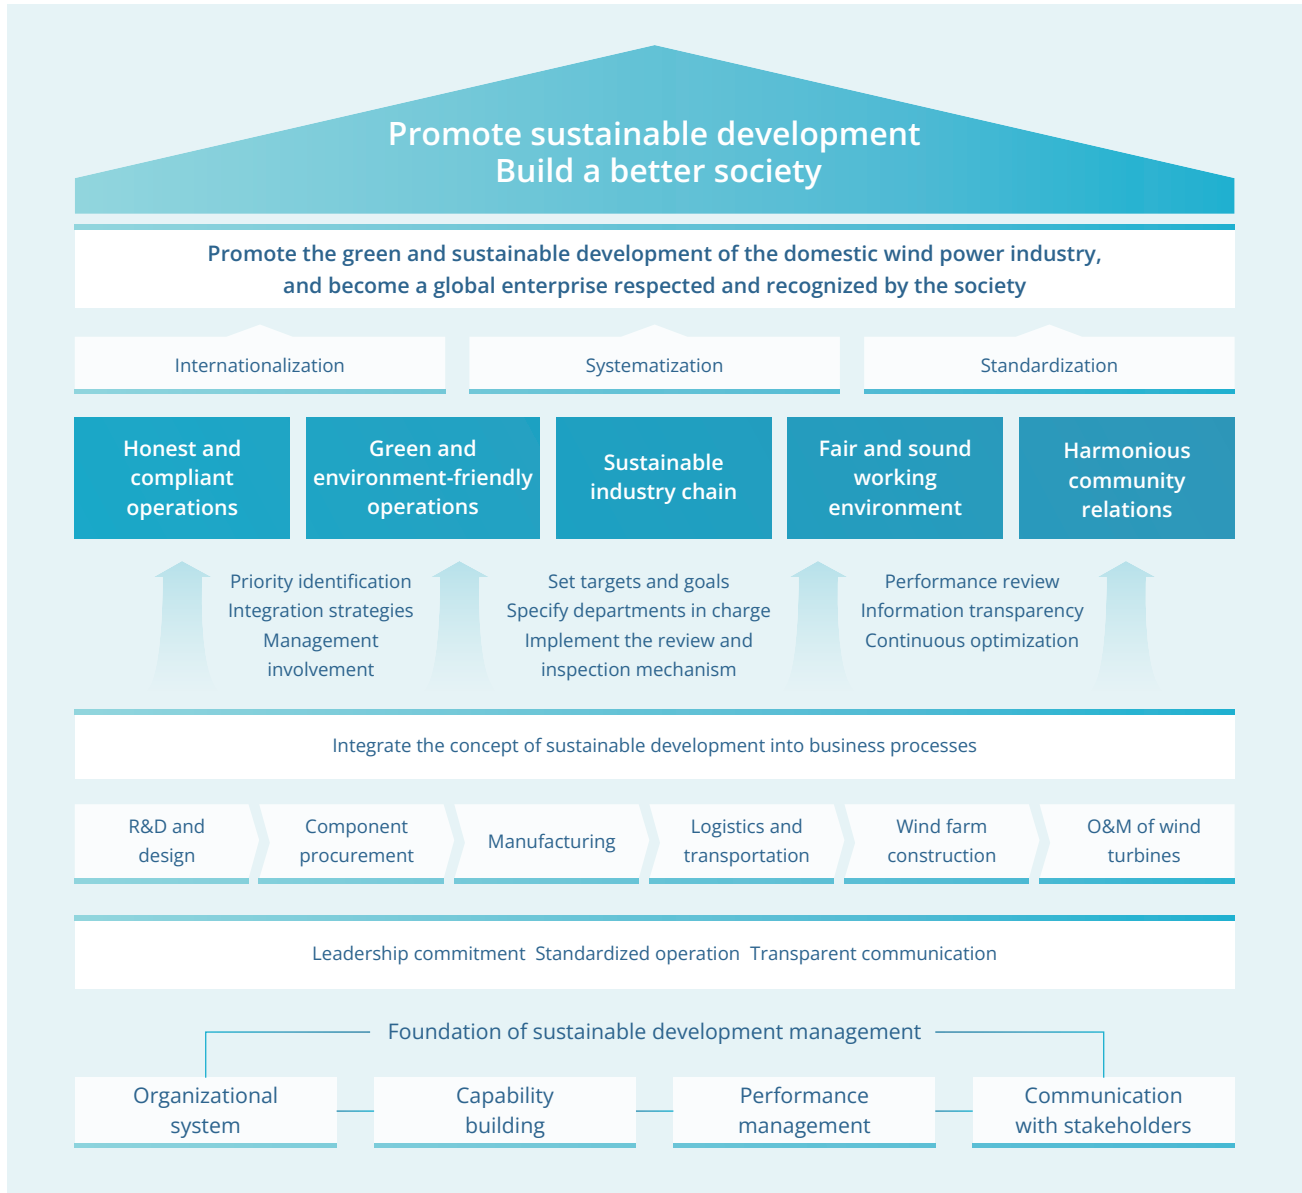 Promote sustainable development
Build a better society
Promote the green and sustainable development of the domestic wind power industry,
and become a global enterprise respected and recognized by the society
Internationalization
Systematization
Standardization
Honest and
compliant
operations
Green and
environment-friendly
operations
Sustainable
industry chain
Fair and sound
working
environment
Harmonious
community
relations
Priority identification
Integration strategies
Management
involvement
Set targets and goals
Specify departments in charge
Implement the review and
inspection mechanism
Performance review
Information transparency
Continuous optimization
Integrate the concept of sustainable development into business processes
R&D and
design
Component
procurement
Manufacturing
Logistics and
transportation
Wind farm
construction
O&M of wind
turbines
Leadership commitment Standardized operation Transparent communication
Foundation of sustainable development management
Organizational
system
Capability
building
Performance
management
Communication
with stakeholders